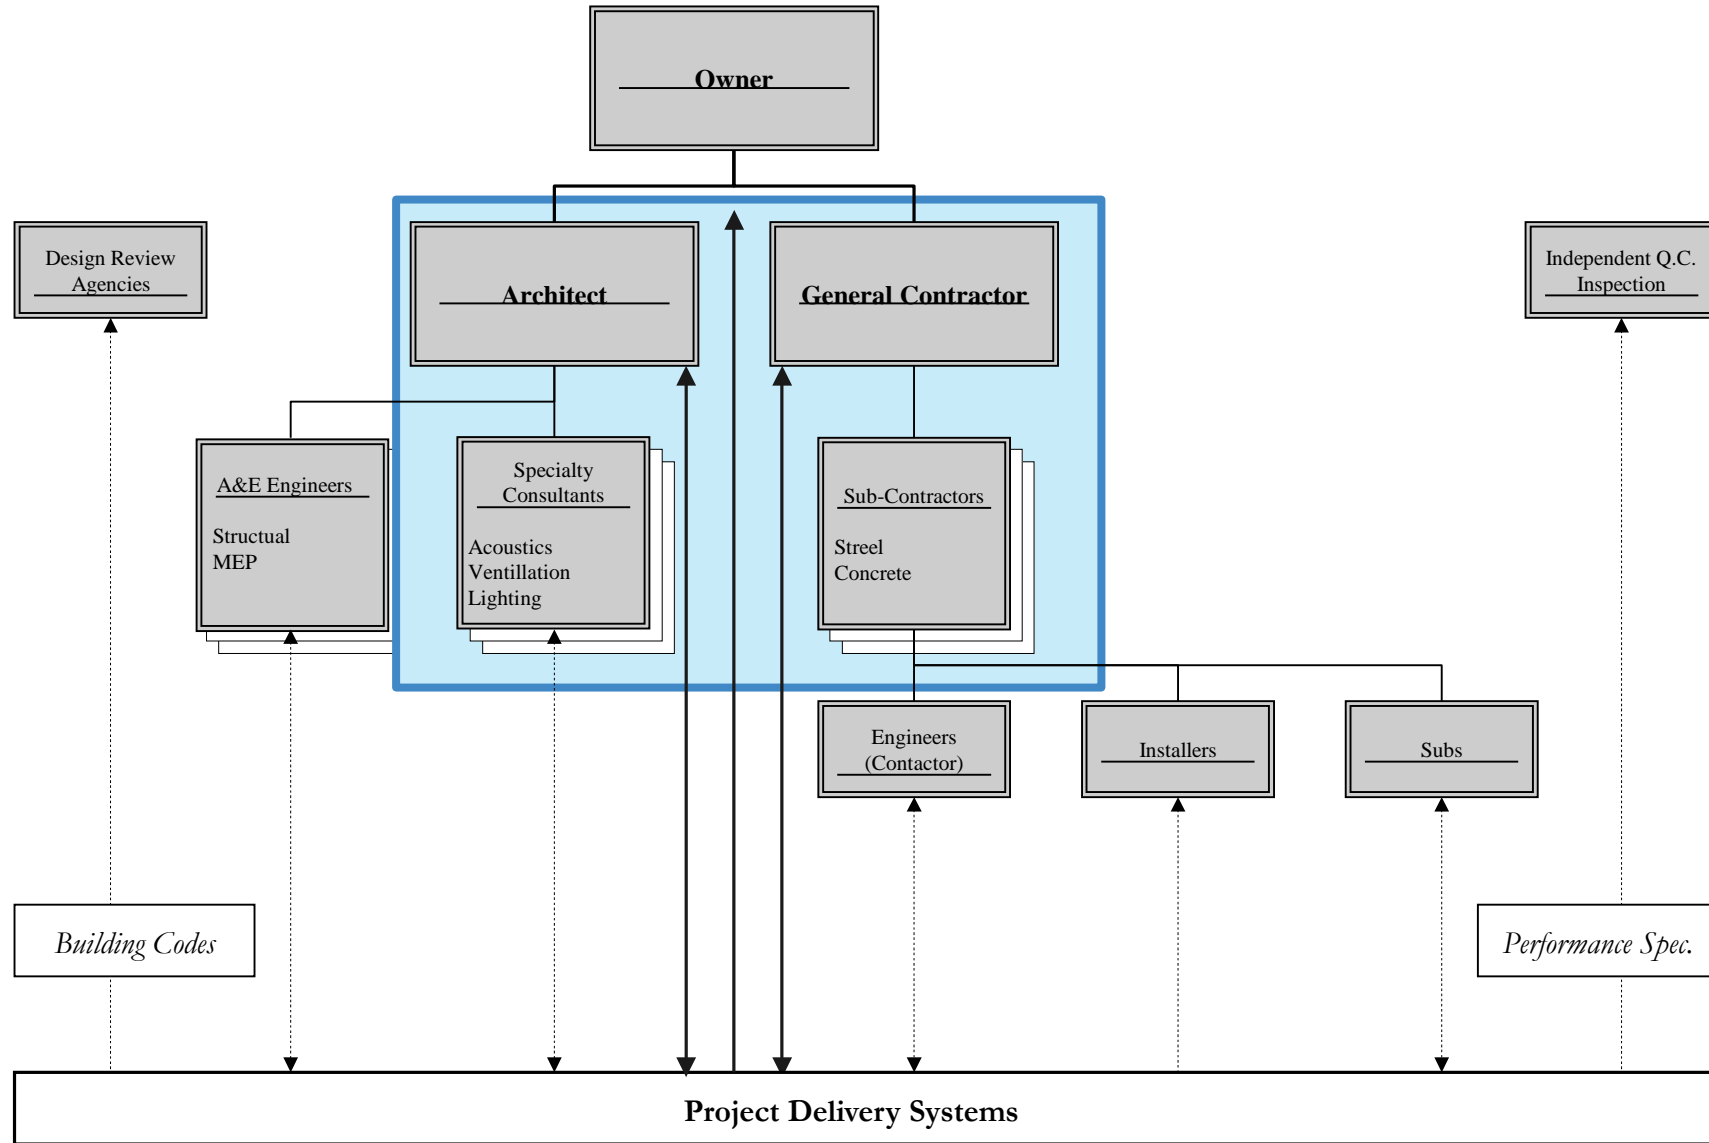 Owner
Design Review
Agencies
Architect
General Contractor
Independent Q.C.
Inspection
A&E Engineers
Structual
MEP
Specialty
Consultants
Acoustics
Ventillation
Lighting
Sub-Contractors
Streel
Concrete
Engineers
(Contactor)
Installers
Subs
Building Codes
Performance Spec.
Project Delivery Systems